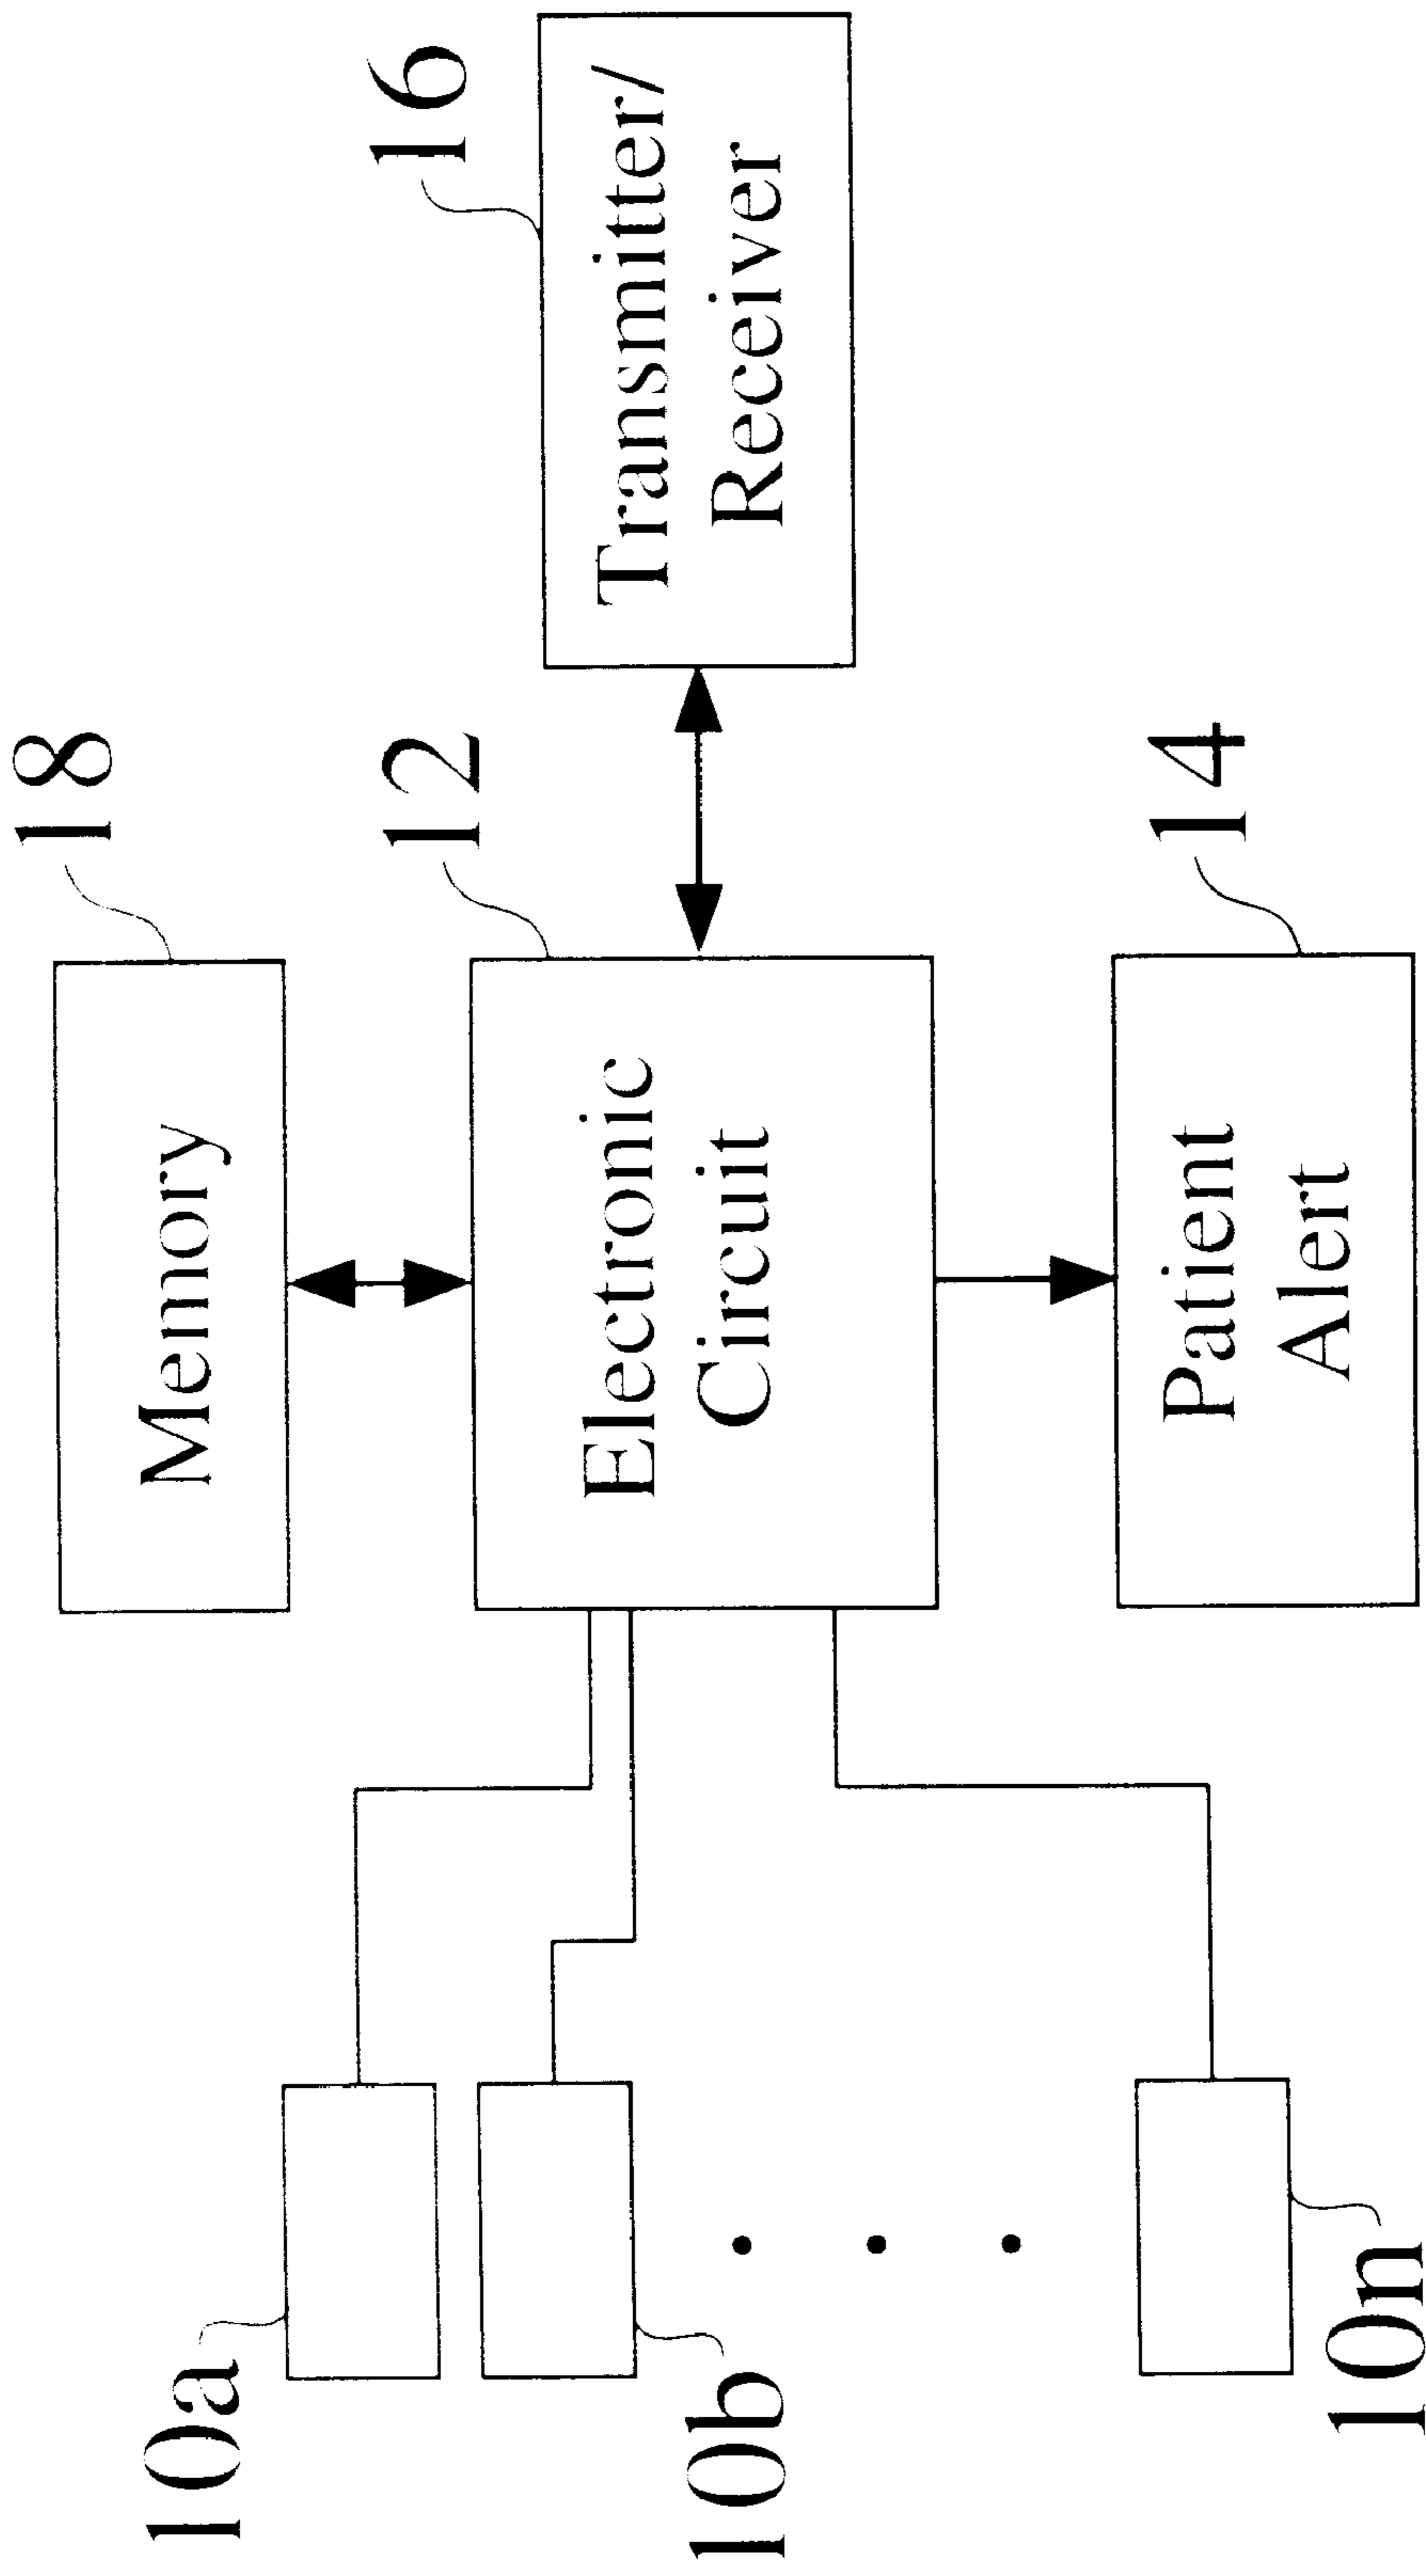 18
Memory
12
16
Electronic
Circuit
Transmitter/
Receiver
10a
10b
14
Patient
Alert
10n